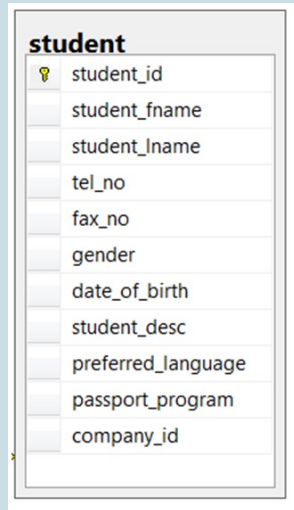 student
student_id
student_fname
student_lname
tel_no
fax_no
gender
date_of_birth
student_desc
preferred_language
passport_program
company_id